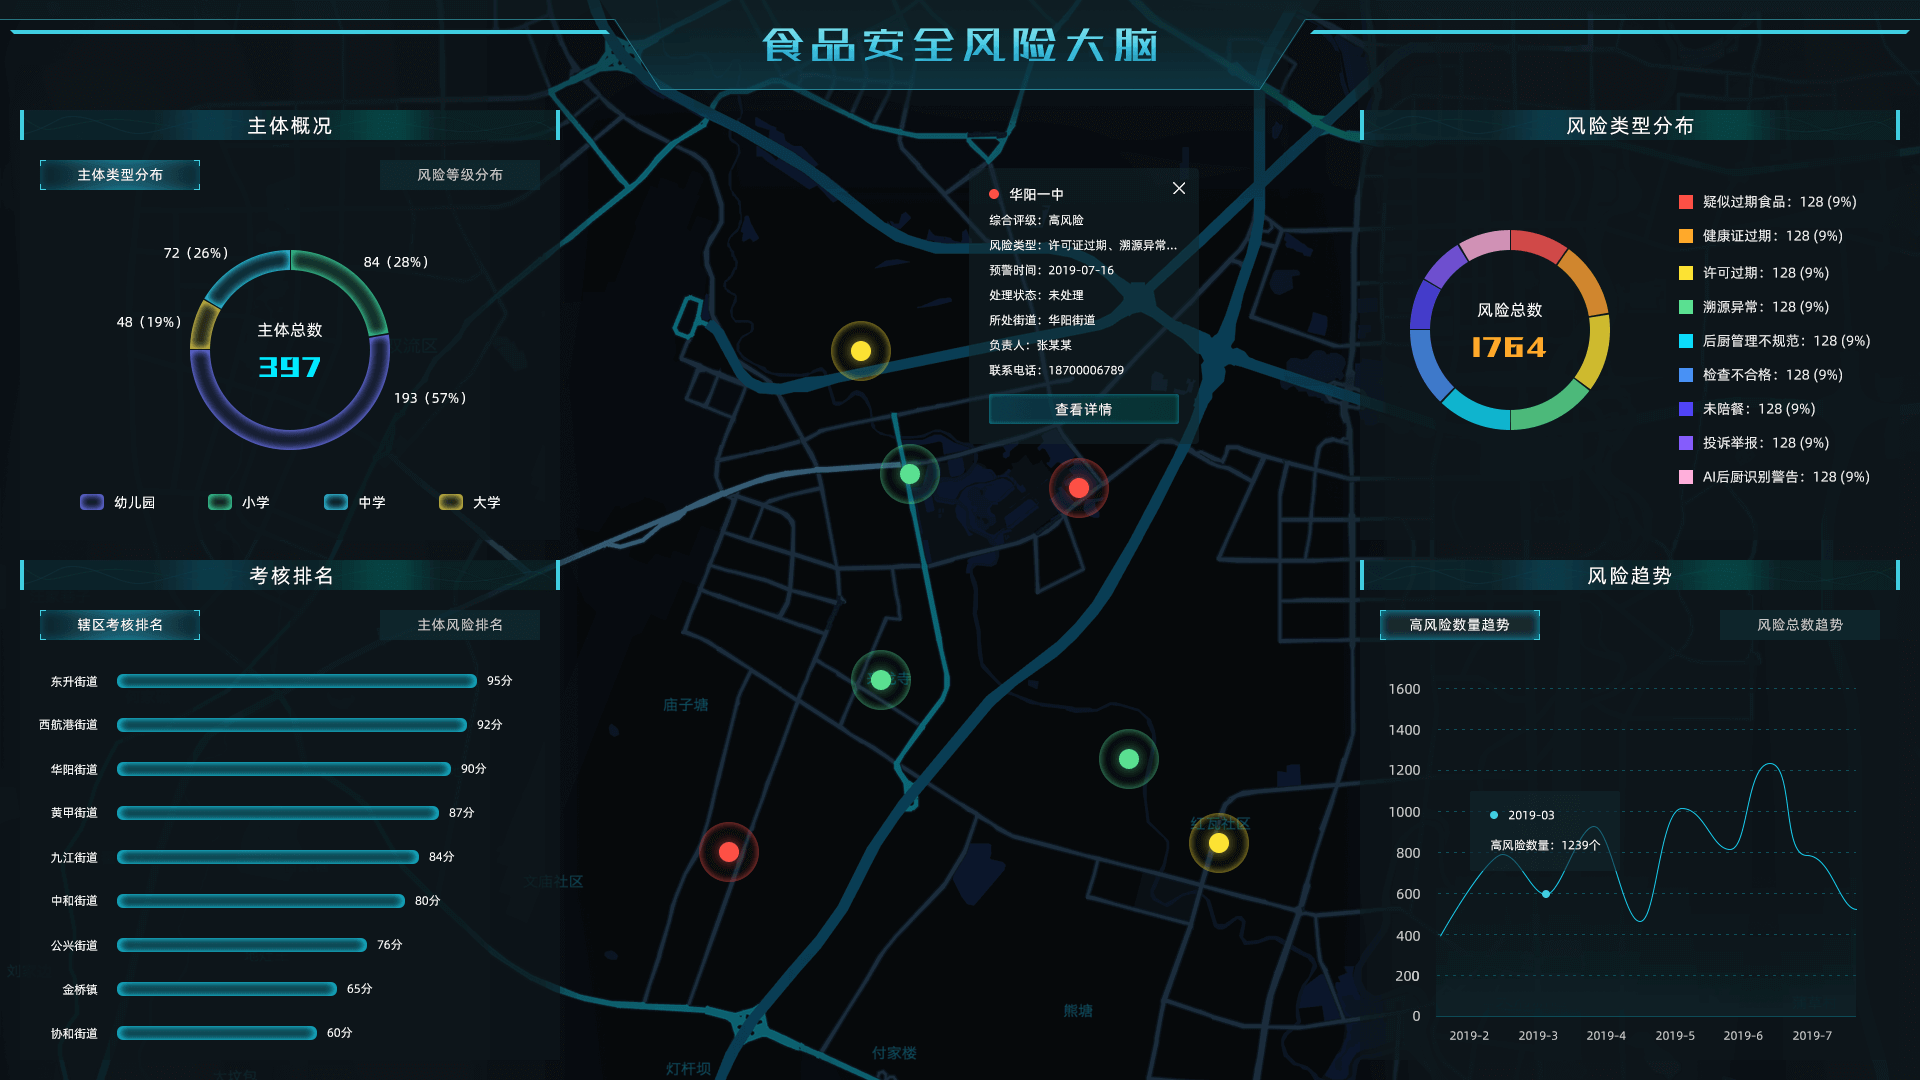 食品安全风险大脑
主体概况
主体类型分布
风险等级分布
72 (26%)
84 (28%)
48 (19%)
193 (57%)
主体总数
397
幼儿园
小学
中学
大学
考核排名
辖区考核排名
主体风险排名
东升街道 95分
西航港街道 92分
华阳街道 90分
黄甲街道 87分
九江街道 84分
中和街道 80分
公兴街道 76分
金桥镇 65分
协和街道 60分
华阳一中
综合评级：高风险
风险类型：许可证过期、溯源异常...
预警时间：2019-07-16
处理状态：未处理
所处街道：华阳街道
负责人：张某某
联系电话：18700006789
查看详情
庙子塘
文庙社区
红瓦社区
熊塘
付家楼
灯杆坝
风险类型分布
风险总数
1764
疑似过期食品：128 (9%)
健康证过期：128 (9%)
许可过期：128 (9%)
溯源异常：128 (9%)
后厨管理不规范：128 (9%)
检查不合格：128 (9%)
未陪餐：128 (9%)
投诉举报：128 (9%)
AI后厨识别警告：128 (9%)
风险趋势
高风险数量趋势
风险总数趋势
1600
1400
1200
1000
800
600
400
200
0
2019-03
高风险数量：1239个
2019-2
2019-3
2019-4
2019-5
2019-6
2019-7